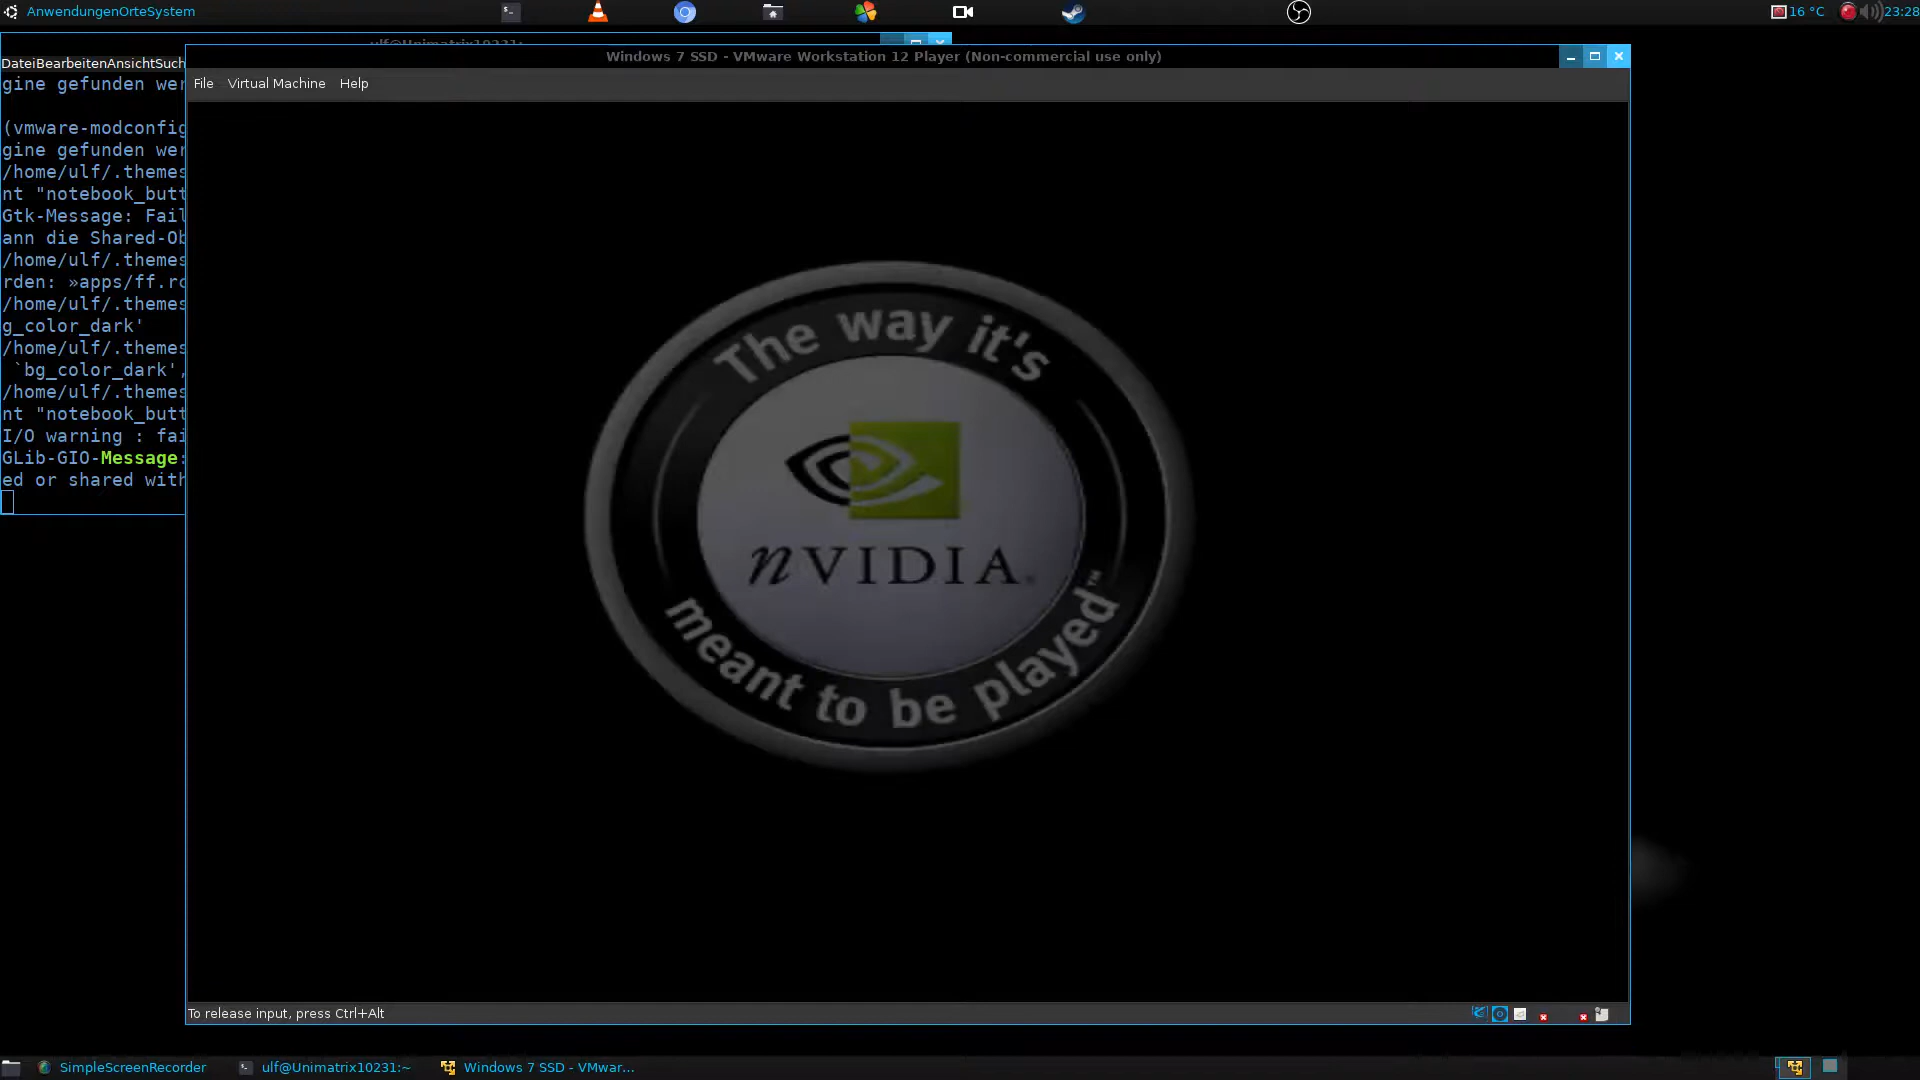 AnwendungenOrteSystem
16 °C
23:28
Windows 7 SSD - VMware Workstation 12 Player (Non-commercial use only)
File Virtual Machine Help
DateiBearbeitenAnsichtSuch
gine gefunden wer
(vmware-modconfig
gine gefunden wer
/home/ulf/.themes
nt "notebook_butt
Gtk-Message: Fail
ann die Shared-Ob
/home/ulf/.themes
rden: »apps/ff.rc
/home/ulf/.themes
g_color_dark'
/home/ulf/.themes
`bg_color_dark',
/home/ulf/.themes
nt "notebook_butt
I/O warning : fai
GLib-GIO-Message:
ed or shared with
The way it's
nVIDIA
meant to be played™
To release input, press Ctrl+Alt
SimpleScreenRecorder
ulf@Unimatrix10231:~
Windows 7 SSD - VMwar...